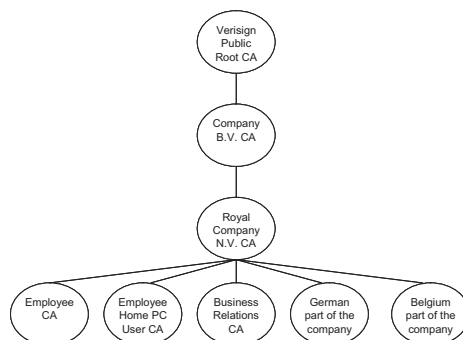 Verisign
Public
Root CA
Company
B.V. CA
Royal
Company
N.V. CA
Employee
CA
Employee
Home PC
User CA
Business
Relations
CA
German
part of the
company
Belgium
part of the
company